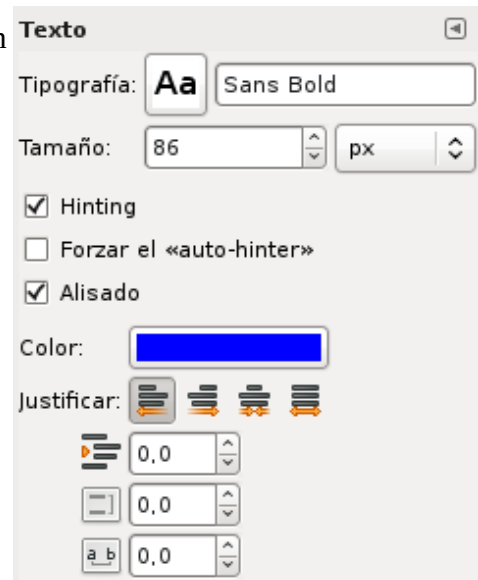 n
Texto
Tipografía: Aa Sans Bold
Tamaño: 86 px
Hinting
Forzar el «auto-hinter»
Alisado
Color:
Justificar:
0,0
0,0
a b 0,0